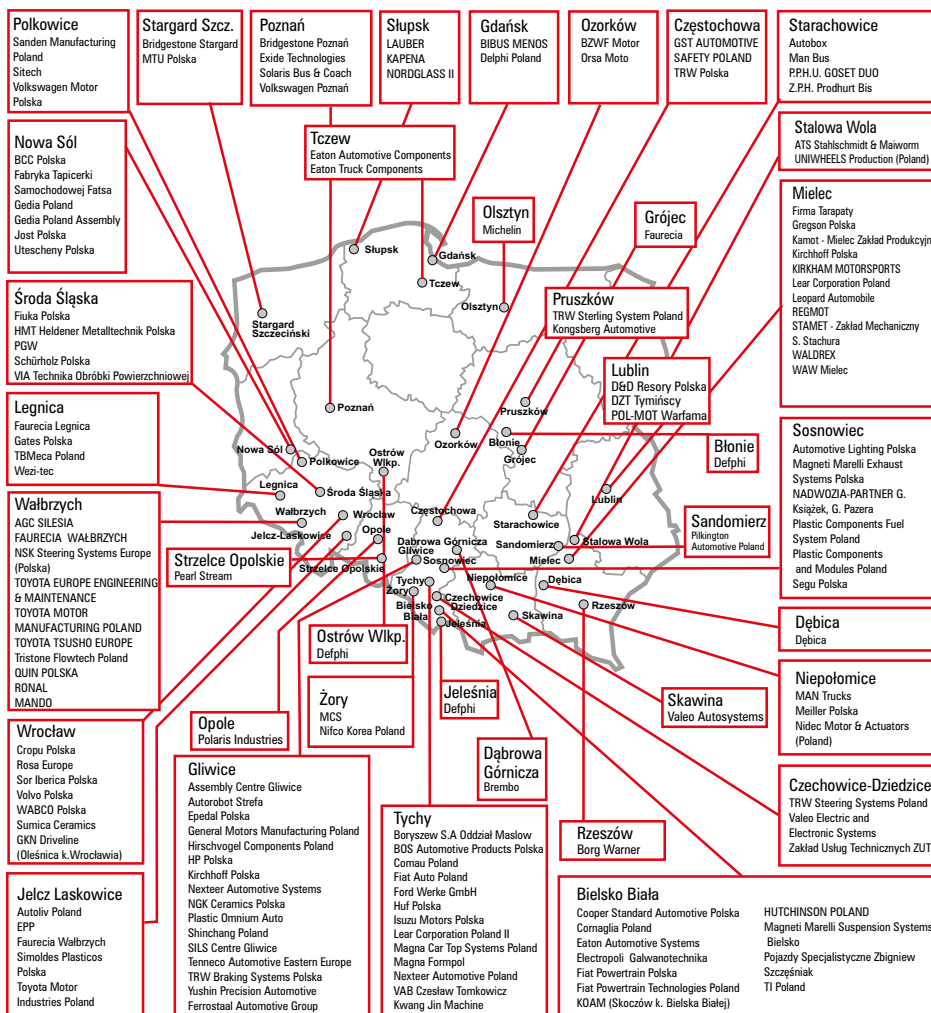 Polkowice
Sanden Manufacturing
Poland
Sitech
Volkswagen Motor
Polska
Stargard Szcz.
Bridgestone Stargard
MTU Polska
Poznań
Bridgestone Poznań
Exide Technologies
Solaris Bus & Coach
Volkswagen Poznań
Słupsk
LAUBER
KAPENA
NORDGLASS II
Gdańsk
BIBUS MENOS
Delphi Poland
Ozorków
BZWF Motor
Orsa Moto
Częstochowa
GST AUTOMOTIVE
SAFETY POLAND
TRW Polska
Starachowice
Autobox
Man Bus
P.P.H.U. GOSET DUO
Z.P.H. Prodhurt Bis
Nowa Sól
BCC Polska
Fabryka Tapicerki
Samochodowej Fatsa
Gedia Poland
Gedia Poland Assembly
Jost Polska
Utescheny Polska
Tczew
Eaton Automotive Components
Eaton Truck Components
Stalowa Wola
ATS Stahlschmidt & Maiworm
UNIWHEELS Production (Poland)
Olsztyn
Michelin
Grójec
Faurecia
Mielec
Firma Tarapaty
Gregson Polska
Kamot - Mielec Zakład Produkcyjn
Kirchhoff Polska
KIRKHAM MOTORSPORTS
Lear Corporation Poland
Leopard Automobile
REGMOT
STAMET - Zakład Mechaniczny
S. Stachura
WALDREX
WAW Mielec
Środa Śląska
Fiuka Polska
HMT Heldener Metalltechnik Polska
PGW
Schürholz Polska
VIA Technika Obróbki Powierzchniowej
Pruszków
TRW Sterling System Poland
Kongsberg Automotive
Lublin
D&D Resory Polska
DZT Tymińscy
POL-MOT Warfama
Legnica
Faurecia Legnica
Gates Polska
TBMeca Poland
Wezi-tec
Błonie
Defphi
Sosnowiec
Automotive Lighting Polska
Magneti Marelli Exhaust
Systems Polska
NADWOZIA-PARTNER G.
Książek, G. Pazera
Plastic Components Fuel
System Poland
Plastic Components
and Modules Poland
Segu Polska
Wałbrzych
AGC SILESIA
FAURECIA WAŁBRZYCH
NSK Steering Systems Europe
(Polska)
TOYOTA EUROPE ENGINEERING
& MAINTENANCE
TOYOTA MOTOR
MANUFACTURING POLAND
TOYOTA TSUSHO EUROPE
Tristone Flowtech Poland
QUIN POLSKA
RONAL
MANDO
Sandomierz
Pilkington
Automotive Poland
Strzelce Opolskie
Pearl Stream
Słupsk
Gdańsk
Tczew
Olsztyn
Stargard
Szczeciński
Poznań
Pruszków
Ozorków
Błonie
Grójec
Nowa Sól
Polkowice
Ostrów
Wlkp.
Legnica
Środa Śląska
Lublin
Wałbrzych
Wrocław
Częstochowa
Starachowice
Jelcz-Laskowice
Opole
Dąbrowa Górnicza
Sandomierz
Stalowa Wola
Gliwice
Sosnowiec
Mielec
Strzelce Opolskie
Tychy
Niepołomice
Dębica
Żory
Czechowice
Dziedzice
Bielsko
Biała
Skawina
Rzeszów
Jeleśnia
Dębica
Dębica
Ostrów Wlkp.
Defphi
Żory
MCS
Nifco Korea Poland
Jeleśnia
Defphi
Skawina
Valeo Autosystems
Niepołomice
MAN Trucks
Meiller Polska
Nidec Motor & Actuators
(Poland)
Opole
Polaris Industries
Wrocław
Cropu Polska
Rosa Europe
Sor Iberica Polska
Volvo Polska
WABCO Polska
Sumica Ceramics
GKN Driveline
(Oleśnica k.Wrocławia)
Dąbrowa
Górnicza
Brembo
Gliwice
Assembly Centre Gliwice
Autorobot Strefa
Epedal Polska
General Motors Manufacturing Poland
Hirschvogel Components Poland
HP Polska
Kirchhoff Polska
Nexteer Automotive Systems
NGK Ceramics Polska
Plastic Omnium Auto
Shinchang Poland
SILS Centre Gliwice
Tenneco Automotive Eastern Europe
TRW Braking Systems Polska
Yushin Precision Automotive
Ferrostaal Automotive Group
Czechowice-Dziedzice
TRW Steering Systems Poland
Valeo Electric and
Electronic Systems
Zakład Usług Technicznych ZUT
Tychy
Boryszew S.A Oddział Maslow
BOS Automotive Products Polska
Comau Poland
Fiat Auto Poland
Ford Werke GmbH
Huf Polska
Isuzu Motors Polska
Lear Corporation Poland II
Magna Car Top Systems Poland
Magna Formpol
Nexteer Automotive Poland
VAB Czesław Tomkowicz
Kwang Jin Machine
Rzeszów
Borg Warner
Jelcz Laskowice
Autoliv Poland
EPP
Faurecia Wałbrzych
Simoldes Plasticos
Polska
Toyota Motor
Industries Poland
Bielsko Biała
Cooper Standard Automotive Polska
Cornaglia Poland
Eaton Automotive Systems
Electropoli Galwanotechnika
Fiat Powertrain Polska
Fiat Powertrain Technologies Poland
KOAM (Skoczów k. Bielska Białej)
HUTCHINSON POLAND
Magneti Marelli Suspension Systems
Bielsko
Pojazdy Specjalistyczne Zbigniew
Szcześniak
TI Poland